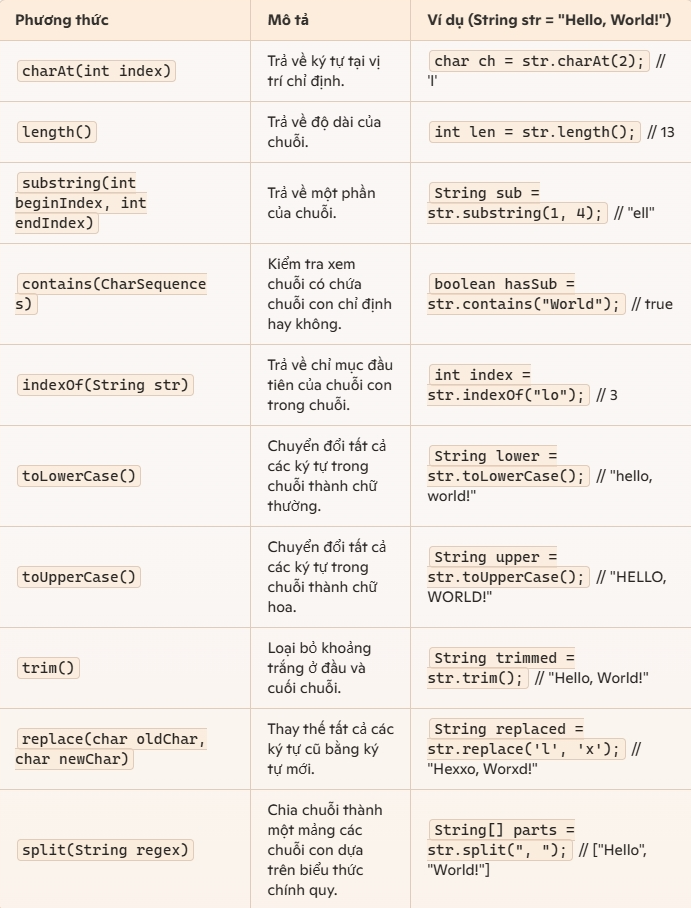 Phương thức
Mô tả
Ví dụ (String str = "Hello, World!")
charAt(int index)
Trả về ký tự tại vị
trí chỉ định.
char ch = str.charAt(2); //
'l'
length()
Trả về độ dài của
chuỗi.
int len = str.length(); // 13
substring(int
beginIndex, int
endIndex)
Trả về một phần
của chuỗi.
String sub =
str.substring(1, 4); // "ell"
contains(CharSequence
s)
Kiểm tra xem
chuỗi có chứa
chuỗi con chỉ định
hay không.
boolean hasSub =
str.contains("World"); // true
indexOf(String str)
Trả về chỉ mục đầu
tiên của chuỗi con
trong chuỗi.
int index =
str.indexOf("lo"); // 3
toLowerCase()
Chuyển đổi tất cả
các ký tự trong
chuỗi thành chữ
thường.
String lower =
str.toLowerCase(); // "hello,
world!"
toUpperCase()
Chuyển đổi tất cả
các ký tự trong
chuỗi thành chữ
hoa.
String upper =
str.toUpperCase(); // "HELLO,
WORLD!"
trim()
Loại bỏ khoảng
trắng ở đầu và
cuối chuỗi.
String trimmed =
str.trim(); // "Hello, World!"
replace(char oldChar,
char newChar)
Thay thế tất cả các
ký tự cũ bằng ký
tự mới.
String replaced =
str.replace('l', 'x'); //
"Hexxo, Worxd!"
split(String regex)
Chia chuỗi thành
một mảng các
chuỗi con dựa
trên biểu thức
chính quy.
String[] parts =
str.split(", "); // ["Hello",
"World!"]